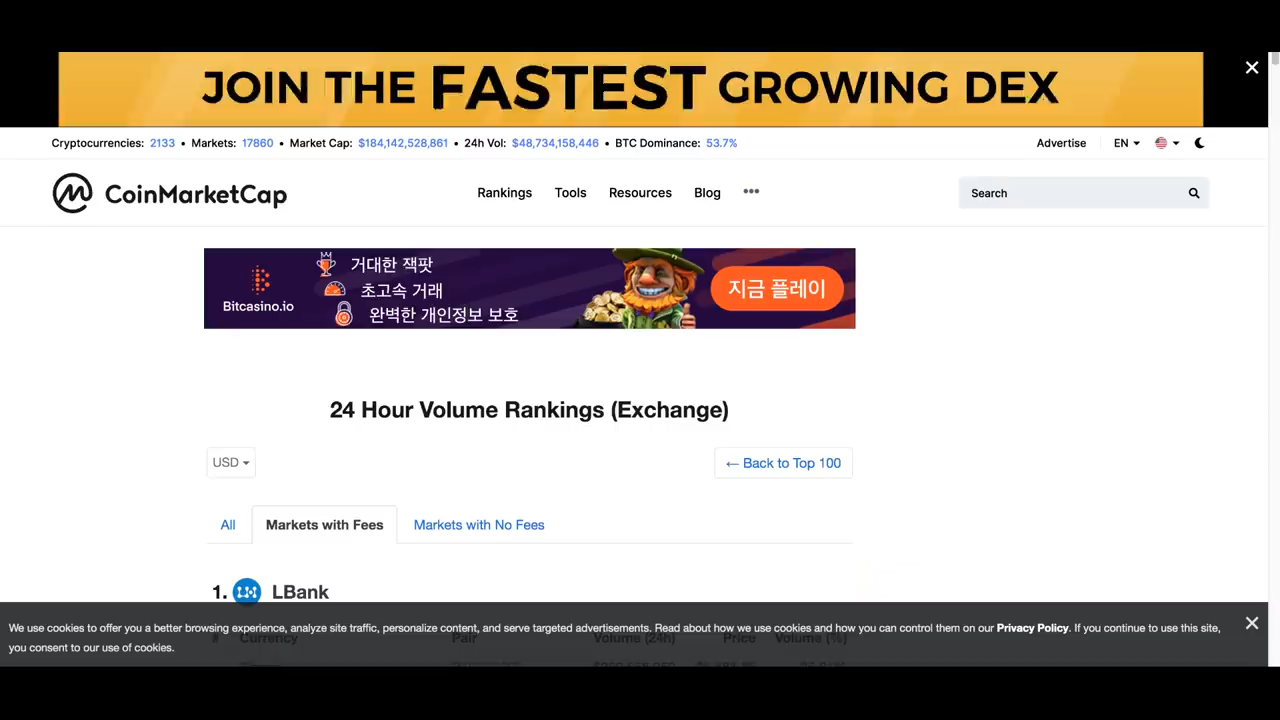 JOIN THE FASTEST GROWING DEX
Cryptocurrencies: 2133 • Markets: 17860 • Market Cap: $184,142,528,861 • 24h Vol: $48,734,158,446 • BTC Dominance: 53.7%
Advertise EN
CoinMarketCap
Rankings Tools Resources Blog •••
Search
Bitcasino.io
거대한 잭팟
초고속 거래
완벽한 개인정보 보호
지금 플레이
24 Hour Volume Rankings (Exchange)
USD
← Back to Top 100
All Markets with Fees Markets with No Fees
1. LBank
We use cookies to offer you a better browsing experience, analyze site traffic, personalize content, and serve targeted advertisements. Read about how we use cookies and how you can control them on our Privacy Policy. If you continue to use this site,
you consent to our use of cookies.
# Currency Pair Volume (24h) Price Volume (%)